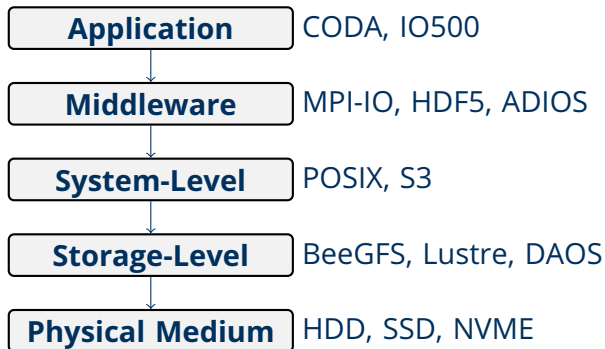 Application CODA, IO500
Middleware MPI-IO, HDF5, ADIOS
System-Level POSIX, S3
Storage-Level BeeGFS, Lustre, DAOS
Physical Medium HDD, SSD, NVME